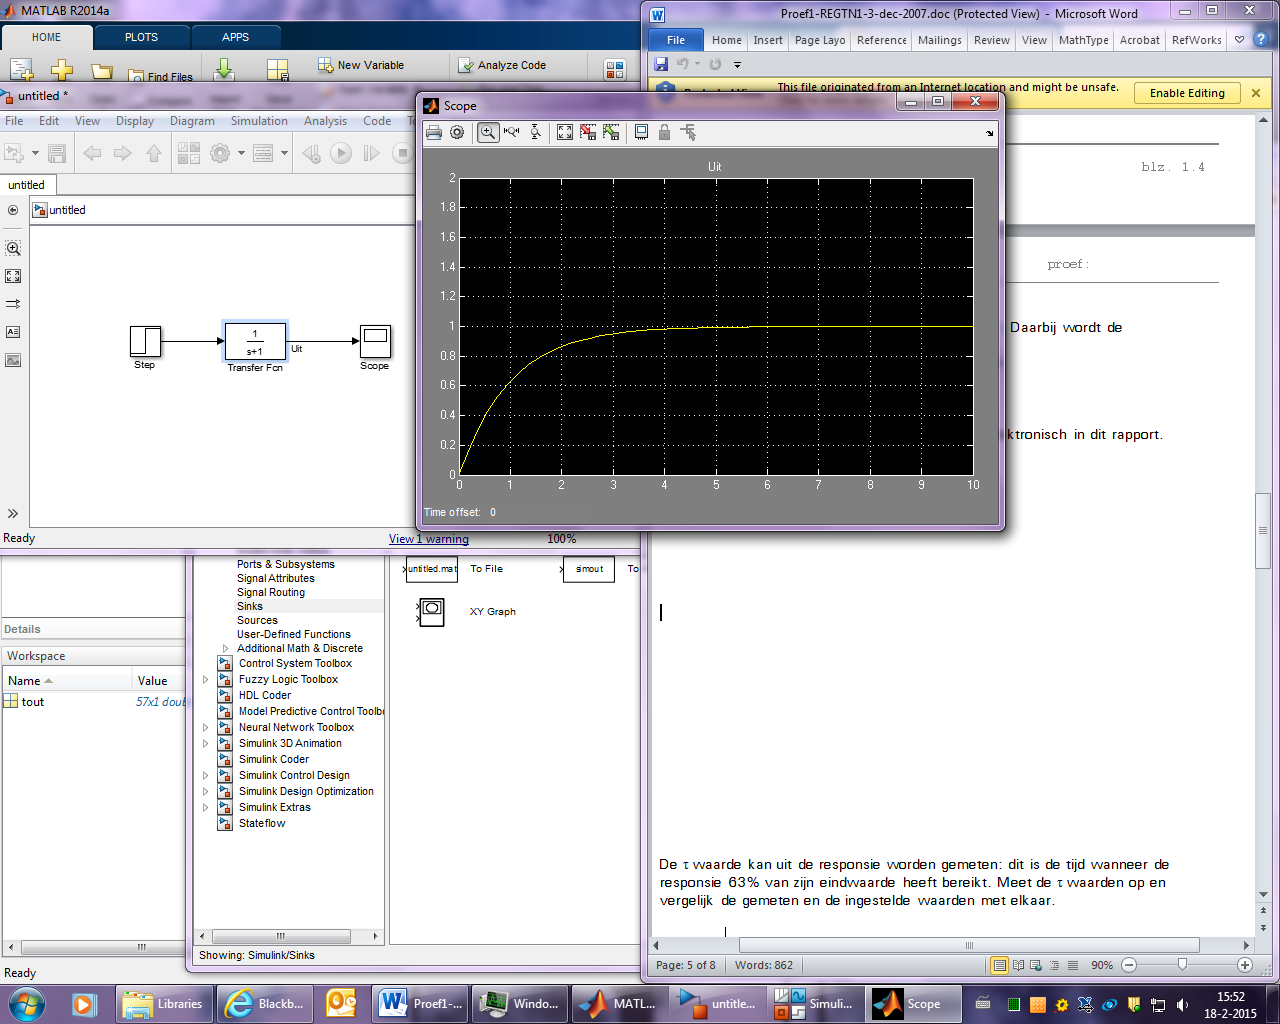 MATLAB R2014a
HOME
PLOTS
APPS
Find Files
New Variable
Analyze Code
untitled *
File Edit View Display Diagram Simulation Analysis Code
untitled
untitled
Step
1
s+1
Transfer Fcn
Uit
Scope
Ready
View 1 warning
100%
Scope
Uit
2
1.8
1.6
1.4
1.2
1
0.8
0.6
0.4
0.2
0
0 1 2 3 4 5 6 7 8 9 10
Time offset: 0
Proef1-REGTN1-3-dec-2007.doc (Protected View) - Microsoft Word
File Home Insert Page Layo Reference Mailings Review View MathType Acrobat RefWorks
This file originated from an Internet location and might be unsafe.
Enable Editing
blz. 1.4
proef:
Daarbij wordt de
ktronisch in dit rapport.
De τ waarde kan uit de responsie worden gemeten: dit is de tijd wanneer de
responsie 63% van zijn eindwaarde heeft bereikt. Meet de τ waarden op en
vergelijk de gemeten en de ingestelde waarden met elkaar.
Page: 5 of 8 Words: 862
90%
Ports & Subsystems
Signal Attributes
Signal Routing
Sinks
Sources
User-Defined Functions
Additional Math & Discrete
Control System Toolbox
Fuzzy Logic Toolbox
HDL Coder
Model Predictive Control Toolbo
Neural Network Toolbox
Simulink 3D Animation
Simulink Coder
Simulink Control Design
Simulink Design Optimization
Simulink Extras
Stateflow
Showing: Simulink/Sinks
untitled.mat
To File
simout
To
XY Graph
Details
Workspace
Name
Value
tout
57x1 dou
Ready
Libraries
Blackb...
Proef1-...
Windo...
MATL...
untitle...
Simuli...
Scope
15:52
18-2-2015